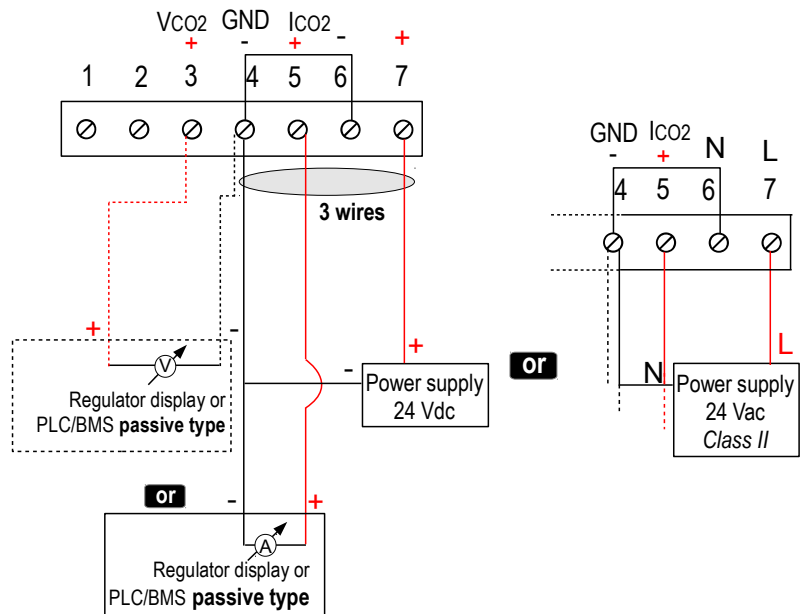 VCO2 GND ICO2
+ - + - +
1 2 3 4 5 6 7
3 wires
+ -
V
Regulator display or
PLC/BMS passive type
- +
Power supply
24 Vdc
or
- +
A
Regulator display or
PLC/BMS passive type
or
GND ICO2 N L
- +
4 5 6 7
N L
Power supply
24 Vac
Class II